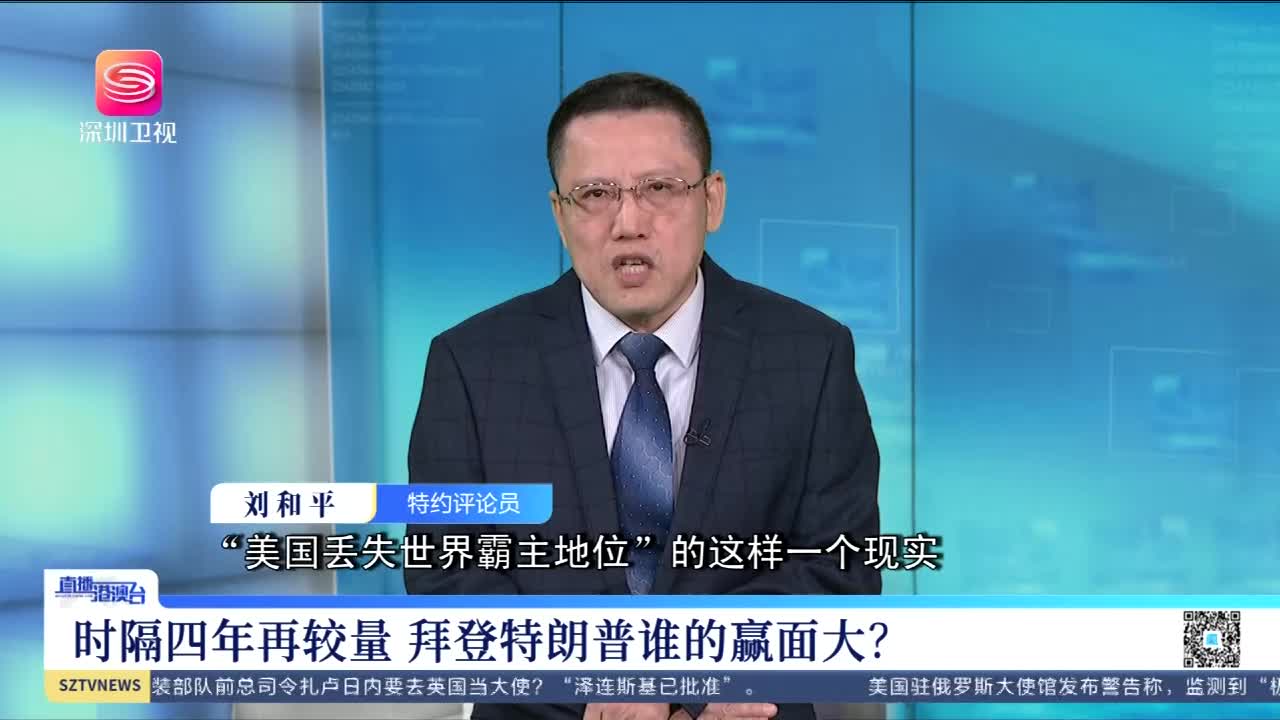 深圳卫视
刘和平 特约评论员
“美国丢失世界霸主地位”的这样一个现实
直播港澳台
时隔四年再较量 拜登特朗普谁的赢面大?
SZTVNEWS 装部队前总司令扎卢日内要去英国当大使？“泽连斯基已批准”。 美国驻俄罗斯大使馆发布警告称，监测到“极